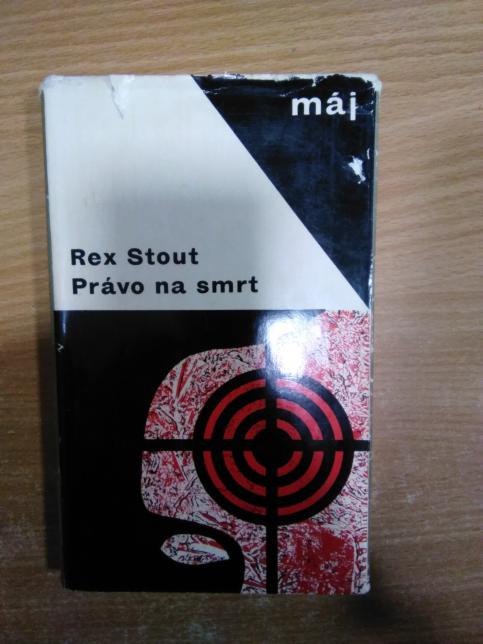 máj
Rex Stout
Právo na smrt